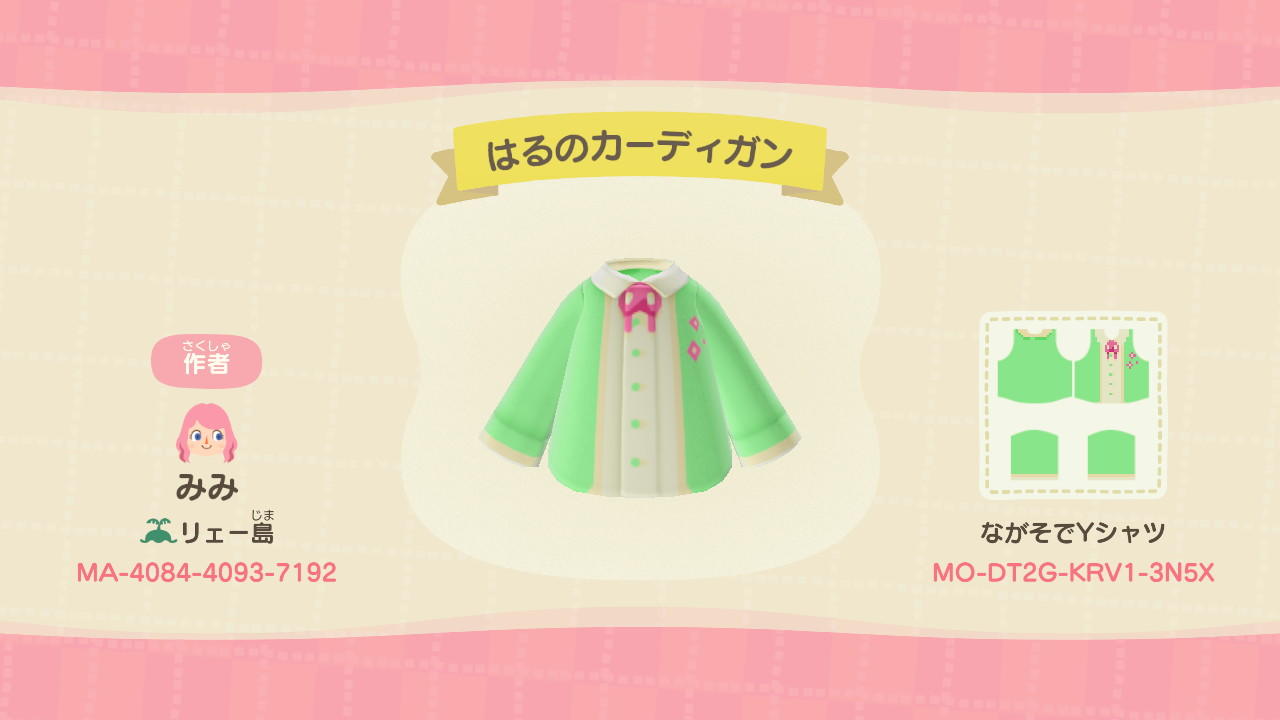 はるのカーディガン
さくしゃ
作者
みみ
じま
リェー島
MA-4084-4093-7192
ながそでYシャツ
MO-DT2G-KRV1-3N5X